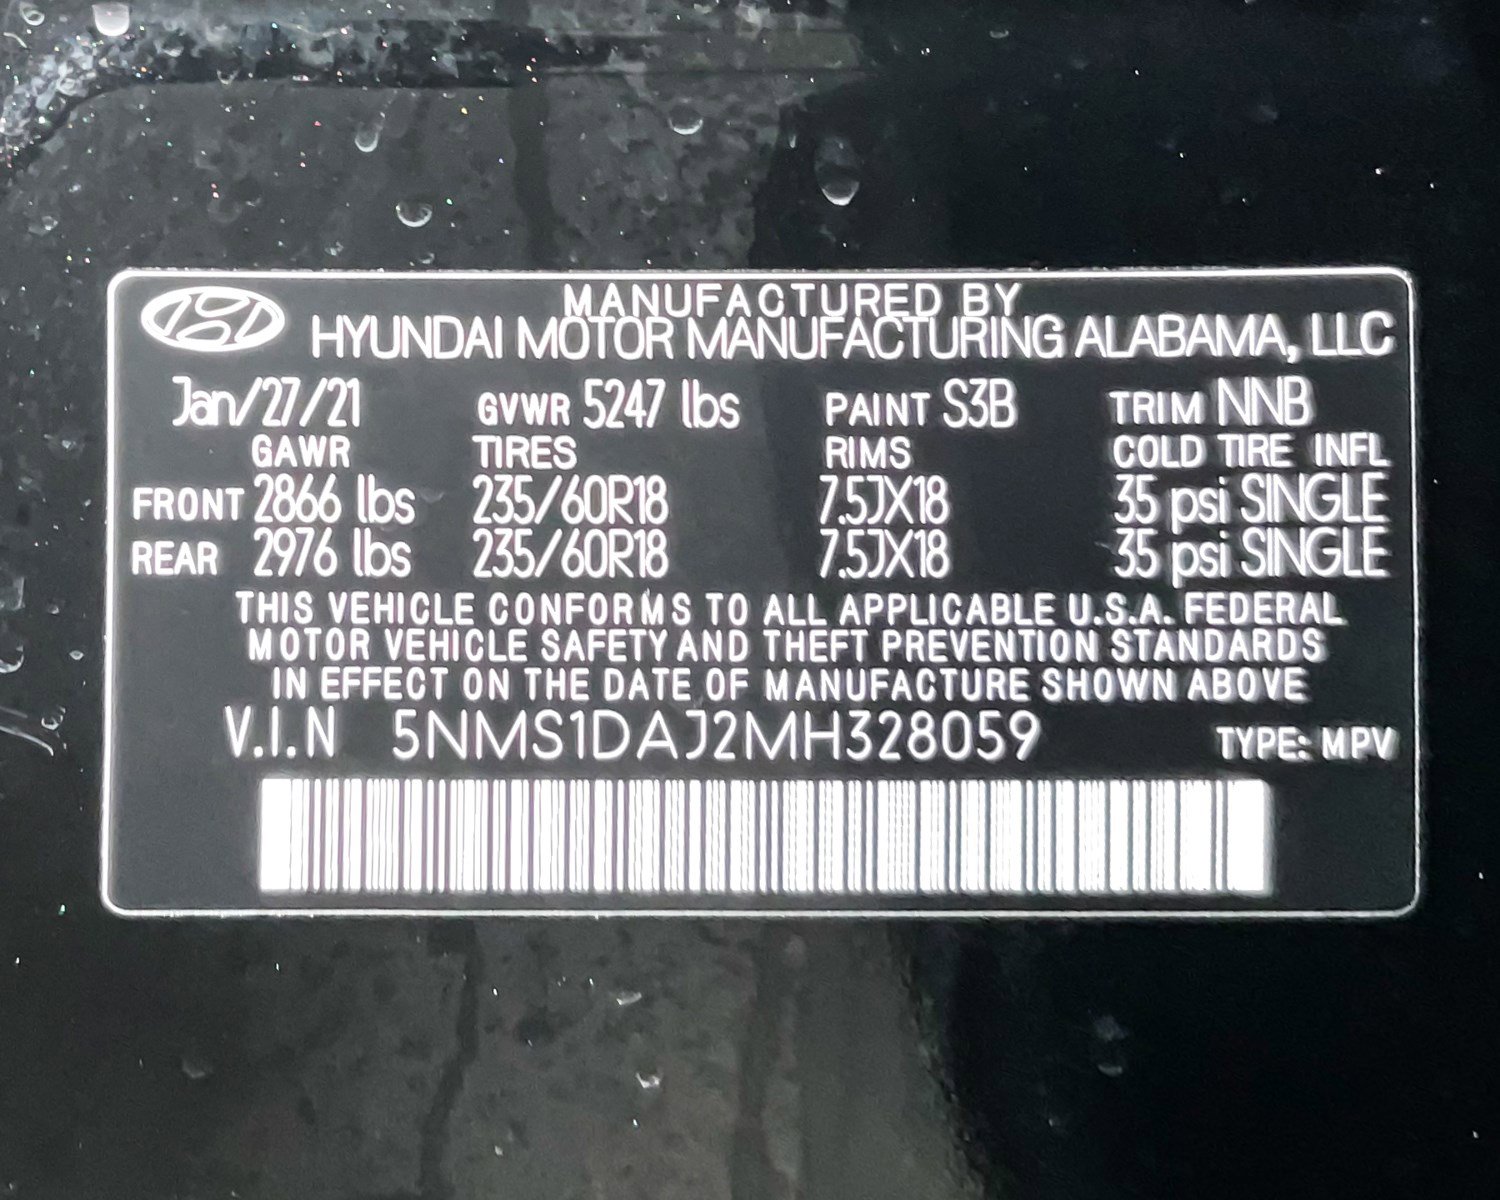 MANUFACTURED BY
HYUNDAI MOTOR MANUFACTURING ALABAMA, LLC
Jan/27/21 GVWR 5247 lbs PAINT S3B TRIM NNB
GAWR TIRES RIMS COLD TIRE INFL
FRONT 2866 lbs 235/60R18 7.5JX18 35 psi SINGLE
REAR 2976 lbs 235/60R18 7.5JX18 35 psi SINGLE
THIS VEHICLE CONFORMS TO ALL APPLICABLE U.S.A. FEDERAL
MOTOR VEHICLE SAFETY AND THEFT PREVENTION STANDARDS
IN EFFECT ON THE DATE OF MANUFACTURE SHOWN ABOVE
V.I.N 5NMS1DAJ2MH328059 TYPE: MPV